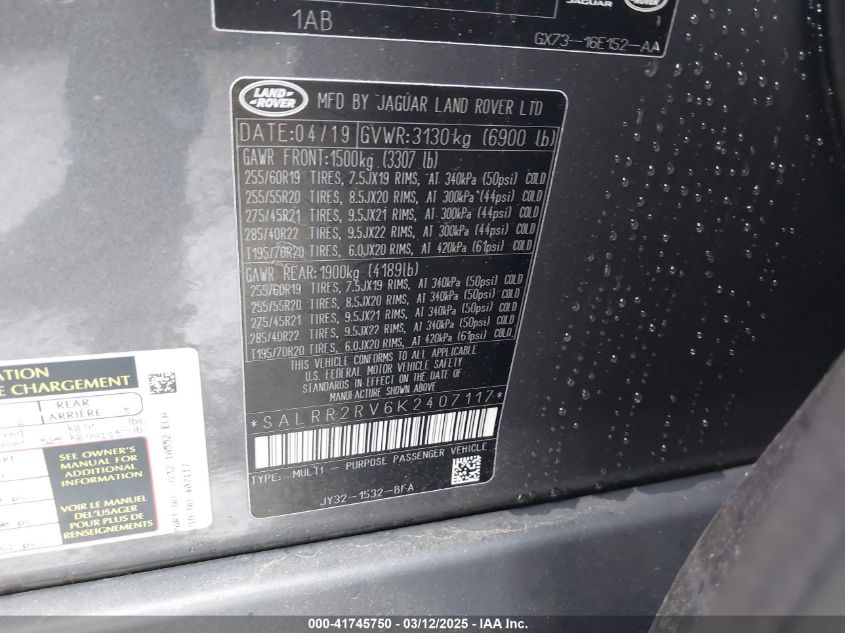 1AB
JAGUAR
GX73-16E152-AA
LAND-ROVER
MFD BY JAGUAR LAND ROVER LTD
DATE:04/19 GVWR:3130kg (6900 lb)
GAWR FRONT:1500kg (3307 lb)
255/60R19 TIRES, 7.5JX19 RIMS, AT 340kPa (50psi) COLD
255/55R20 TIRES, 8.5JX20 RIMS, AT 300kPa (44psi) COLD
275/45R21 TIRES, 9.5JX21 RIMS, AT 300kPa (44psi) COLD
285/40R22 TIRES, 9.5JX22 RIMS, AT 300kPa (44psi) COLD
T195/70R20 TIRES, 6.0JX20 RIMS, AT 420kPa (61psi) COLD
GAWR REAR:1900kg (4189lb)
255/60R19 TIRES, 7.5JX19 RIMS, AT 340kPa (50psi) COLD
255/55R20 TIRES, 8.5JX20 RIMS, AT 340kPa (50psi) COLD
275/45R21 TIRES, 9.5JX21 RIMS, AT 340kPa (50psi) COLD
285/40R22 TIRES, 9.5JX22 RIMS, AT 340kPa (50psi) COLD
T195/70R20 TIRES, 6.0JX20 RIMS, AT 420kPa (61psi) COLD
THIS VEHICLE CONFORMS TO ALL APPLICABLE
U.S. FEDERAL MOTOR VEHICLE SAFETY
STANDARDS IN EFFECT ON THE DATE OF
MANUFACTURE SHOWN ABOVE
*SALRR2RV6K2407117*
TYPE: MULTI - PURPOSE PASSENGER VEHICLE
JY32-1532-BFA
ATION
E CHARGEMENT
REAR
ARRIÈRE
SEE OWNER'S
MANUAL FOR
ADDITIONAL
INFORMATION
VOIR LE MANUEL
DE L'USAGER
POUR PLUS DE
RENSEIGNEMENTS
000-41745750 - 03/12/2025 - IAA Inc.